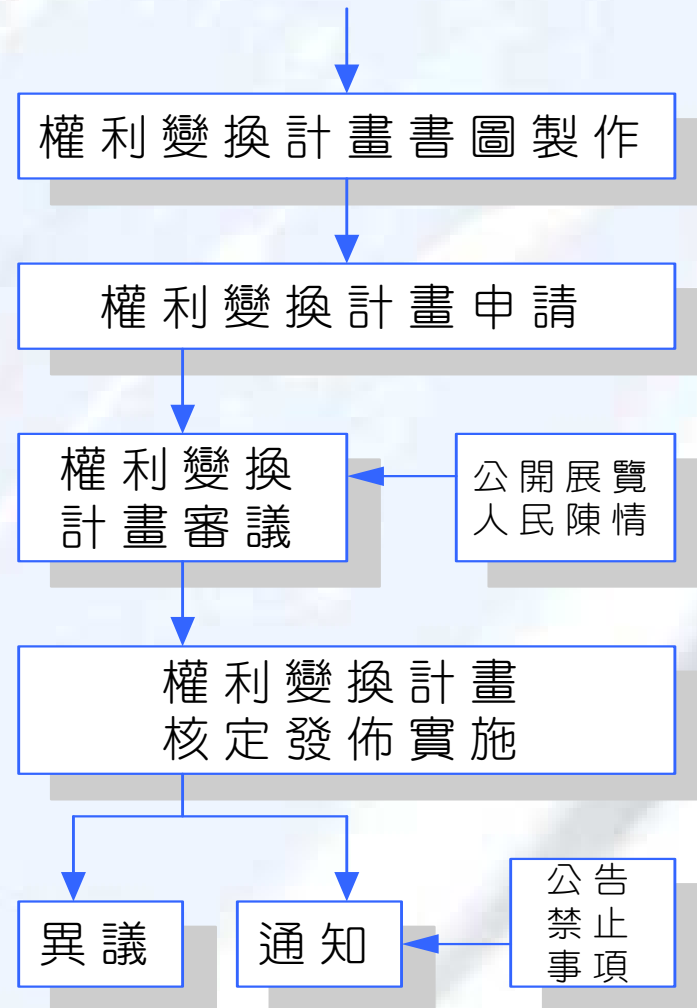 權利變換計畫書圖製作
權利變換計畫申請
權利變換
計畫審議
公開展覽
人民陳情
權利變換計畫
核定發佈實施
異議
通知
公告
禁止
事項